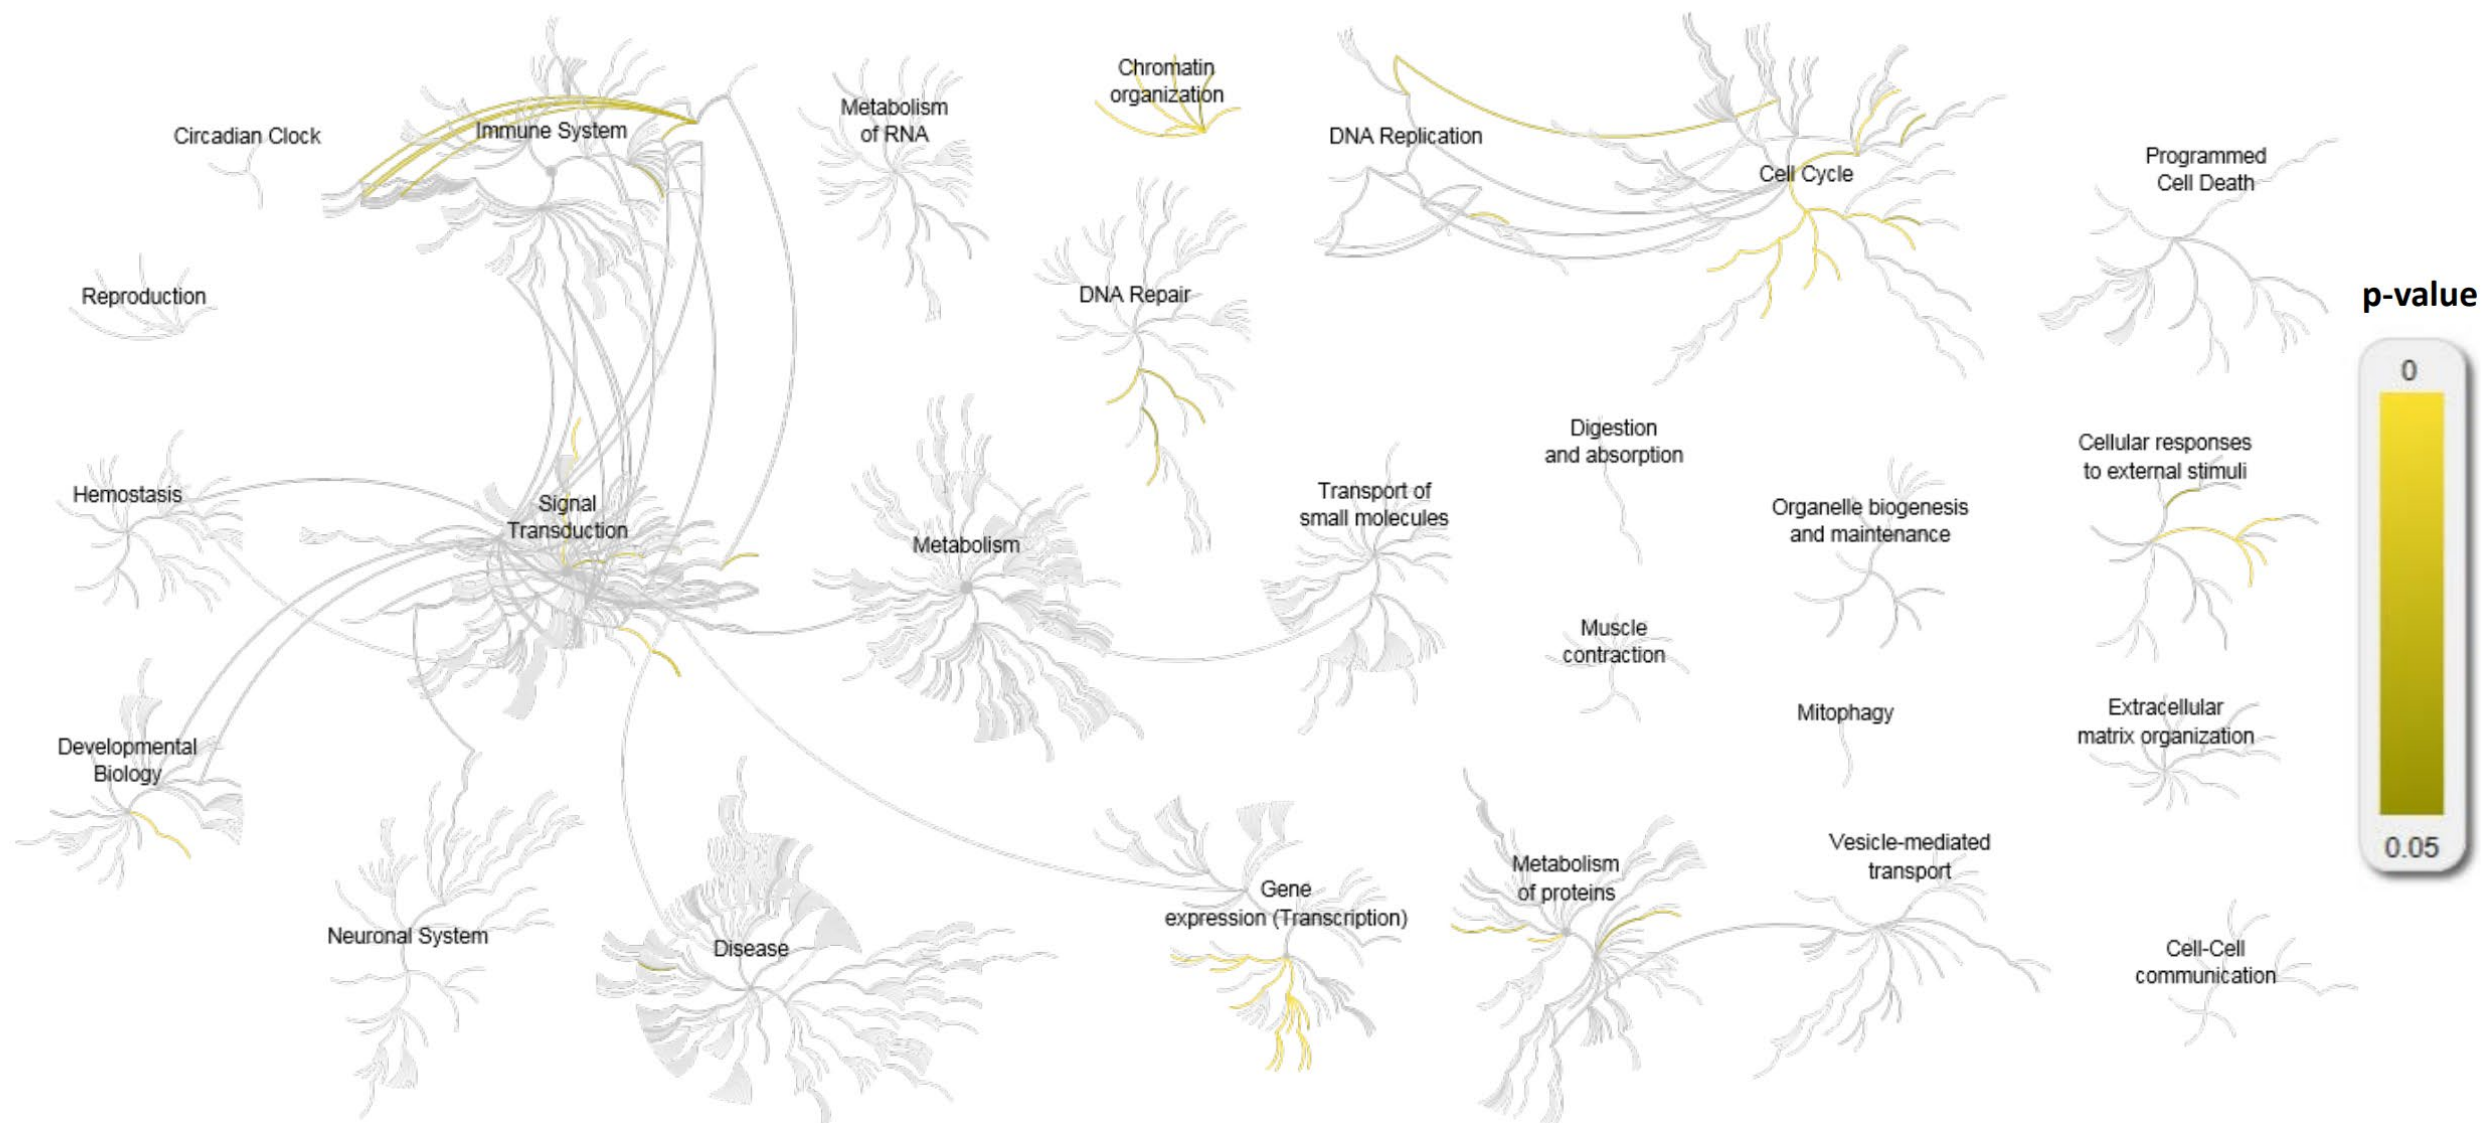 Circadian Clock
Immune System
Metabolism
of RNA
Chromatin
organization
DNA Replication
Cell Cycle
Programmed
Cell Death
Reproduction
DNA Repair
p-value
0
0.05
Hemostasis
Signal
Transduction
Metabolism
Transport of
small molecules
Digestion
and absorption
Organelle biogenesis
and maintenance
Cellular responses
to external stimuli
Muscle
contraction
Mitophagy
Extracellular
matrix organization
Developmental
Biology
Neuronal System
Disease
Gene
expression (Transcription)
Metabolism
of proteins
Vesicle-mediated
transport
Cell-Cell
communication